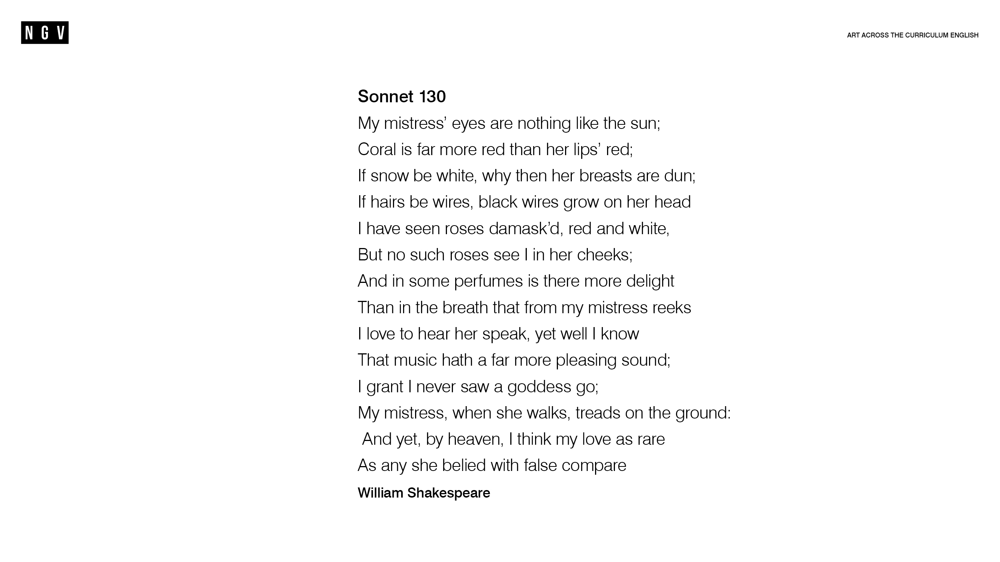 NGV
ART ACROSS THE CURRICULUM ENGLISH
Sonnet 130
My mistress’ eyes are nothing like the sun;
Coral is far more red than her lips’ red;
If snow be white, why then her breasts are dun;
If hairs be wires, black wires grow on her head
I have seen roses damask’d, red and white,
But no such roses see I in her cheeks;
And in some perfumes is there more delight
Than in the breath that from my mistress reeks
I love to hear her speak, yet well I know
That music hath a far more pleasing sound;
I grant I never saw a goddess go;
My mistress, when she walks, treads on the ground:
And yet, by heaven, I think my love as rare
As any she belied with false compare
William Shakespeare